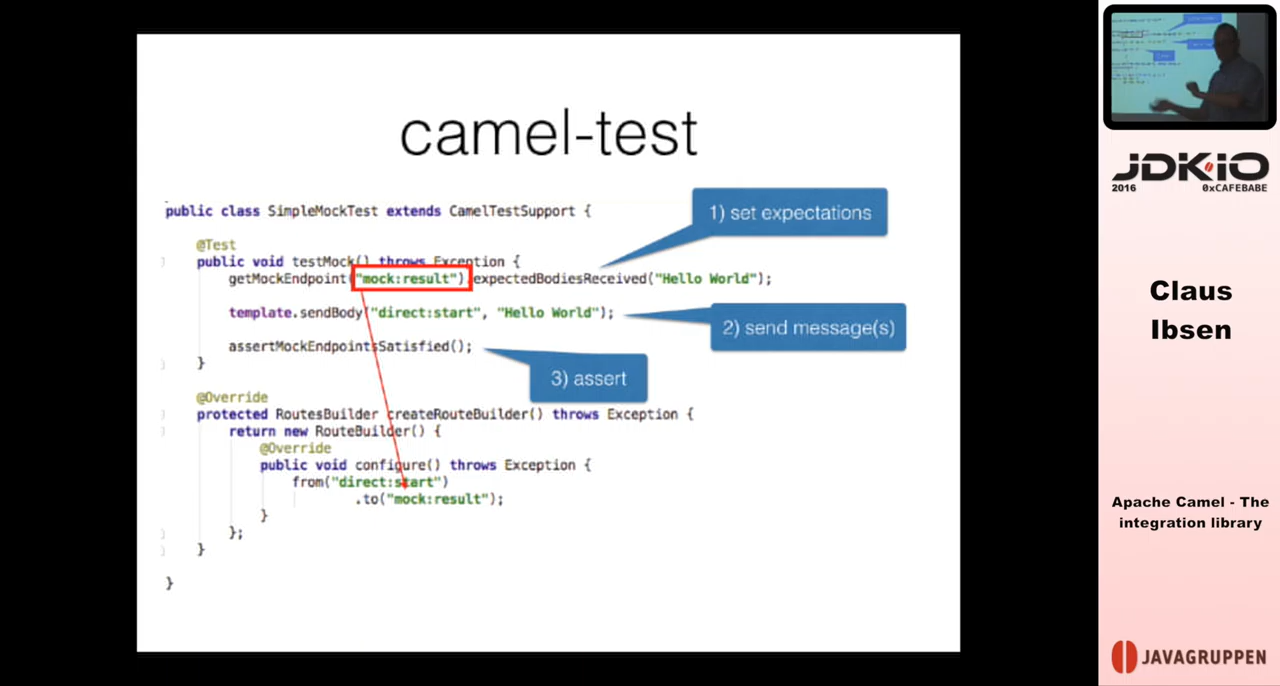 camel-test
public class SimpleMockTest extends CamelTestSupport {
1) set expectations
@Test
public void testMock() throws Exception {
getMockEndpoint("mock:result").expectedBodiesReceived("Hello World");
template.sendBody("direct:start", "Hello World");
2) send message(s)
assertMockEndpointsSatisfied();
3) assert
}
@Override
protected RoutesBuilder createRouteBuilder() throws Exception {
return new RouteBuilder() {
@Override
public void configure() throws Exception {
from("direct:start")
.to("mock:result");
}
};
}
}
JDK.IO
2016 0xCAFEBABE
Claus
Ibsen
Apache Camel - The
integration library
JAVAGRUPPEN